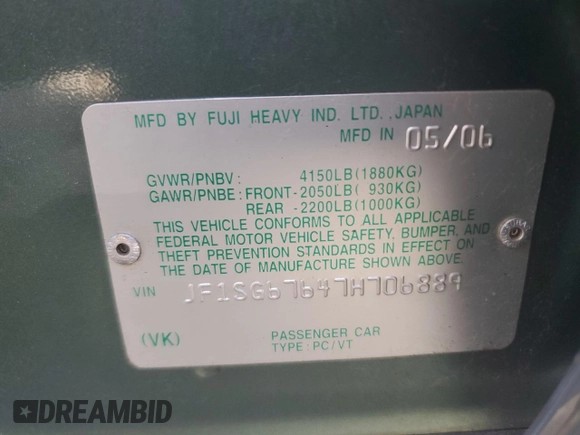 MFD BY FUJI HEAVY IND. LTD.,JAPAN
MFD IN 05/06
GVWR/PNBV: 4150LB(1880KG)
GAWR/PNBE: FRONT-2050LB( 930KG)
REAR -2200LB(1000KG)
THIS VEHICLE CONFORMS TO ALL APPLICABLE
FEDERAL MOTOR VEHICLE SAFETY, BUMPER, AND
THEFT PREVENTION STANDARDS IN EFFECT ON
THE DATE OF MANUFACTURE SHOWN ABOVE.
VIN JF1SG67647H706889
(VK) PASSENGER CAR
TYPE: PC/VT
DREAMBID